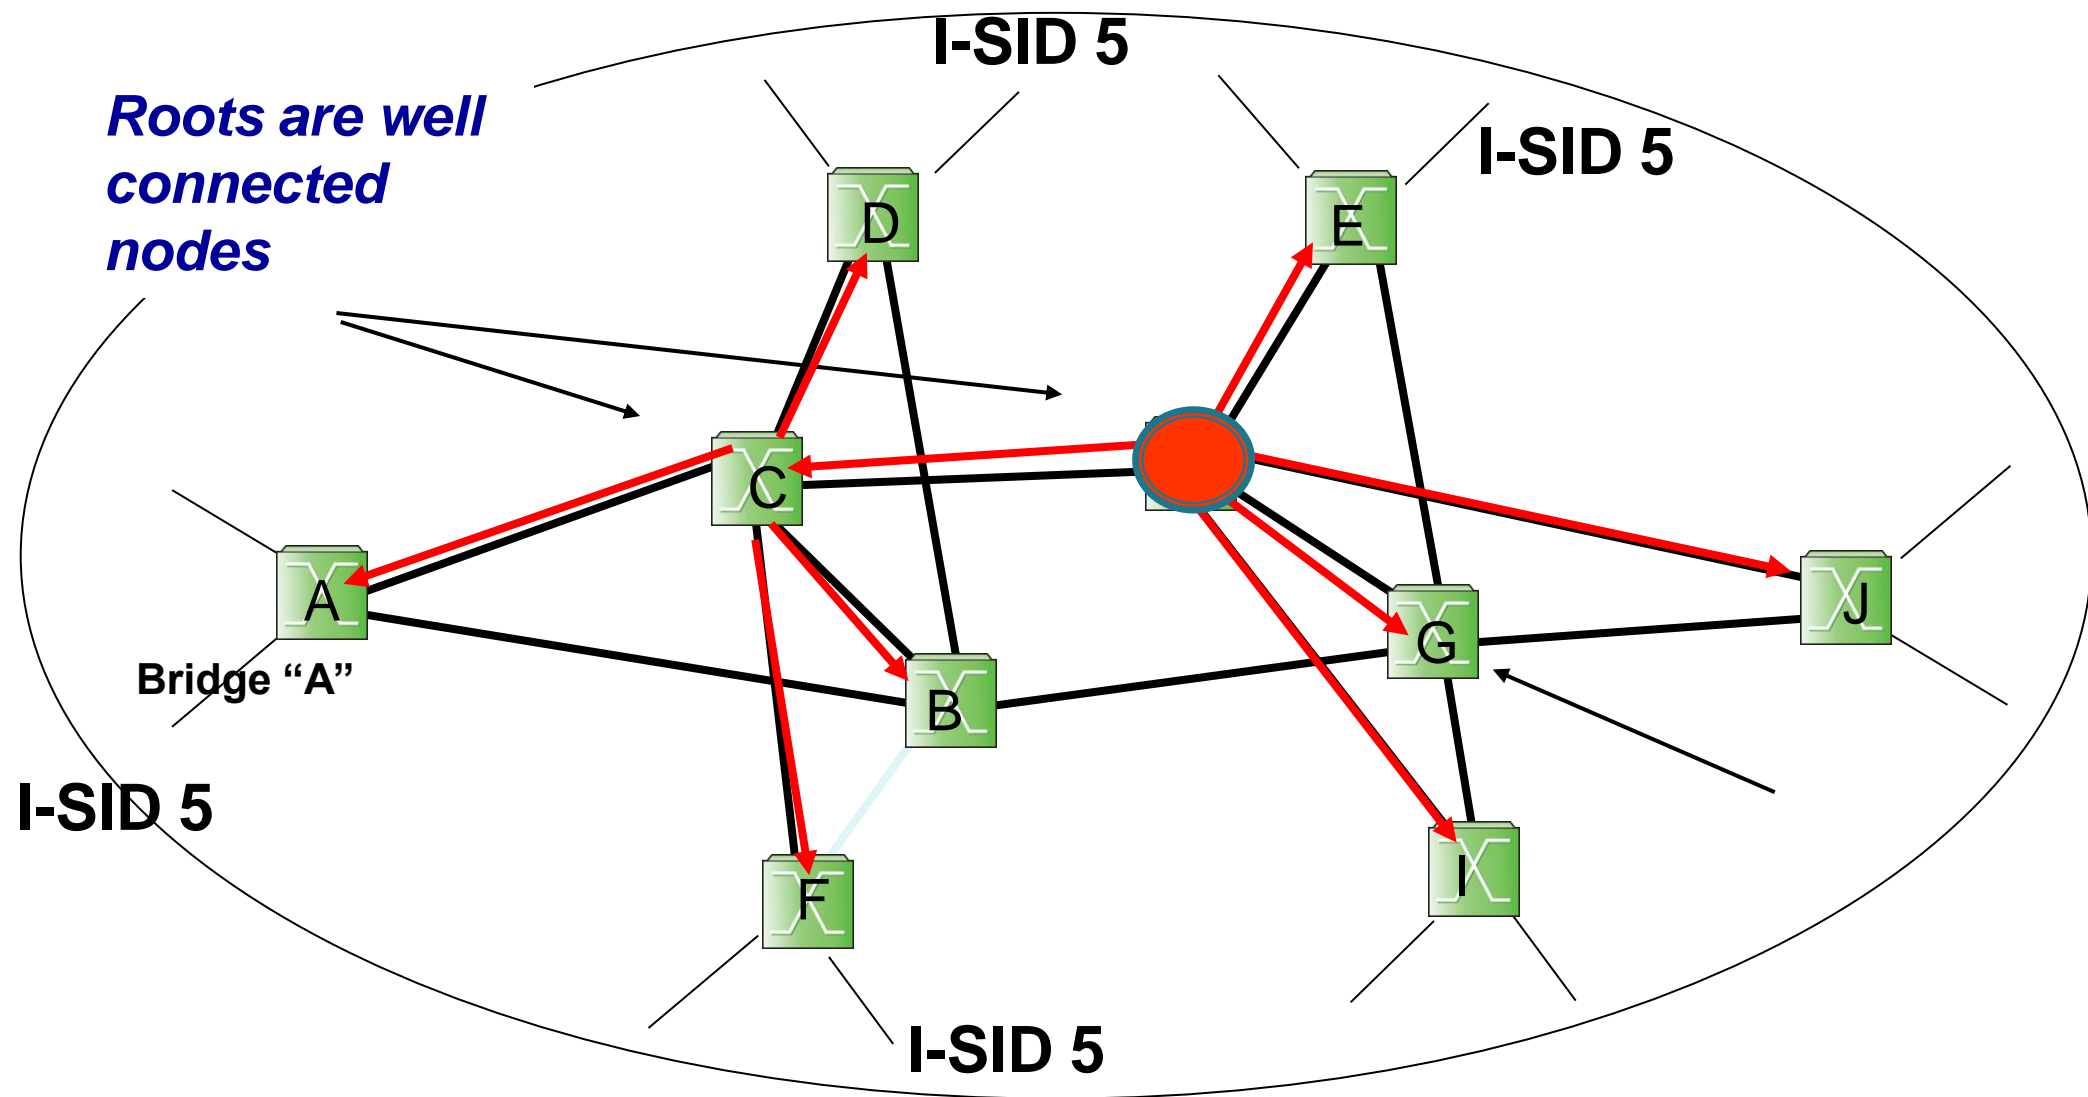 I-SID 5
Roots are well
connected
nodes
I-SID 5
D
E
C
A
G
J
Bridge “A”
B
I-SID 5
I
F
I-SID 5